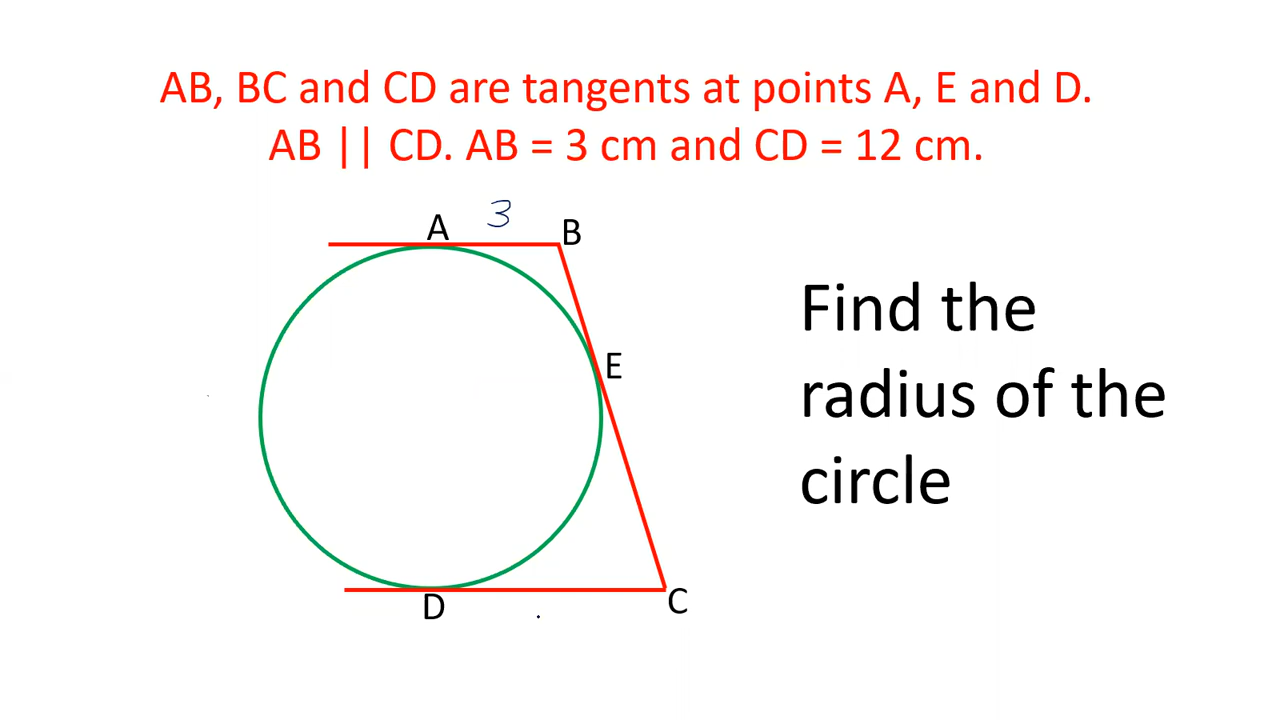 AB, BC and CD are tangents at points A, E and D.
AB || CD. AB = 3 cm and CD = 12 cm.
A
3
B
E
D
C
Find the
radius of the
circle